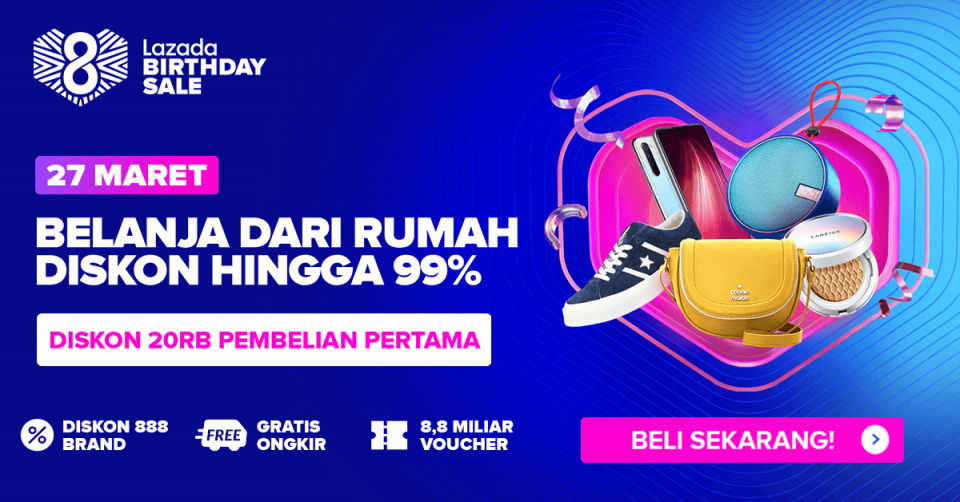 8
Lazada
BIRTHDAY
SALE
27 MARET
BELANJA DARI RUMAH
DISKON HINGGA 99%
DISKON 20RB PEMBELIAN PERTAMA
LANEIGE
% DISKON 888
BRAND
FREE GRATIS
ONGKIR
8,8 MILIAR
VOUCHER
BELI SEKARANG!